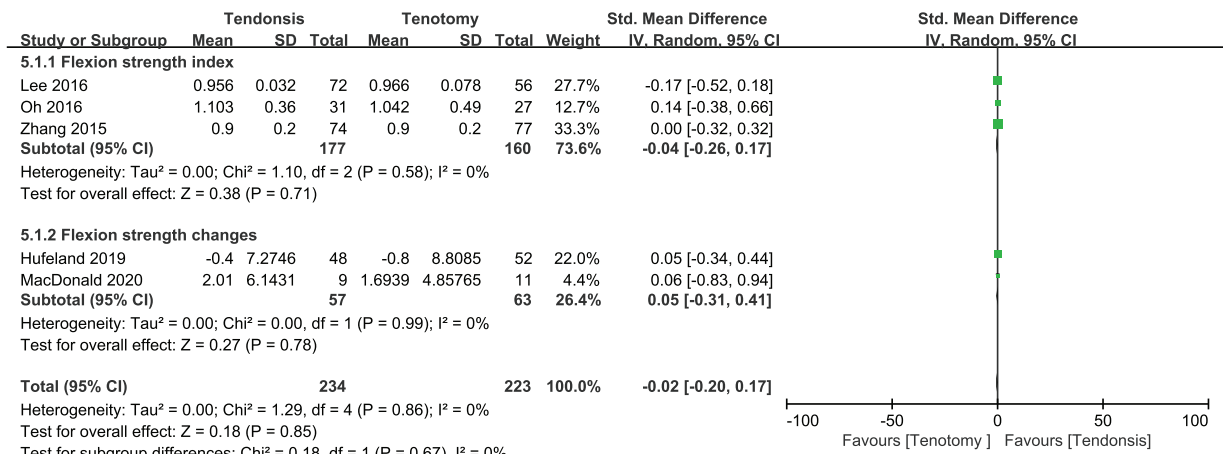 Tendonsis Tenotomy Std. Mean Difference Std. Mean Difference
Study or Subgroup Mean SD Total Mean SD Total Weight IV, Random, 95% CI IV, Random, 95% CI
5.1.1 Flexion strength index
Lee 2016 0.956 0.032 72 0.966 0.078 56 27.7% -0.17 [-0.52, 0.18]
Oh 2016 1.103 0.36 31 1.042 0.49 27 12.7% 0.14 [-0.38, 0.66]
Zhang 2015 0.9 0.2 74 0.9 0.2 77 33.3% 0.00 [-0.32, 0.32]
Subtotal (95% CI) 177 160 73.6% -0.04 [-0.26, 0.17]
Heterogeneity: Tau² = 0.00; Chi² = 1.10, df = 2 (P = 0.58); I² = 0%
Test for overall effect: Z = 0.38 (P = 0.71)
5.1.2 Flexion strength changes
Hufeland 2019 -0.4 7.2746 48 -0.8 8.8085 52 22.0% 0.05 [-0.34, 0.44]
MacDonald 2020 2.01 6.1431 9 1.6939 4.85765 11 4.4% 0.06 [-0.83, 0.94]
Subtotal (95% CI) 57 63 26.4% 0.05 [-0.31, 0.41]
Heterogeneity: Tau² = 0.00; Chi² = 0.00, df = 1 (P = 0.99); I² = 0%
Test for overall effect: Z = 0.27 (P = 0.78)
Total (95% CI) 234 223 100.0% -0.02 [-0.20, 0.17]
Heterogeneity: Tau² = 0.00; Chi² = 1.29, df = 4 (P = 0.86); I² = 0%
Test for overall effect: Z = 0.18 (P = 0.85)
Test for subgroup differences: Chi² = 0.18, df = 1 (P = 0.67), I² = 0%
-100 -50 0 50 100
Favours [Tenotomy ] Favours [Tendonsis]